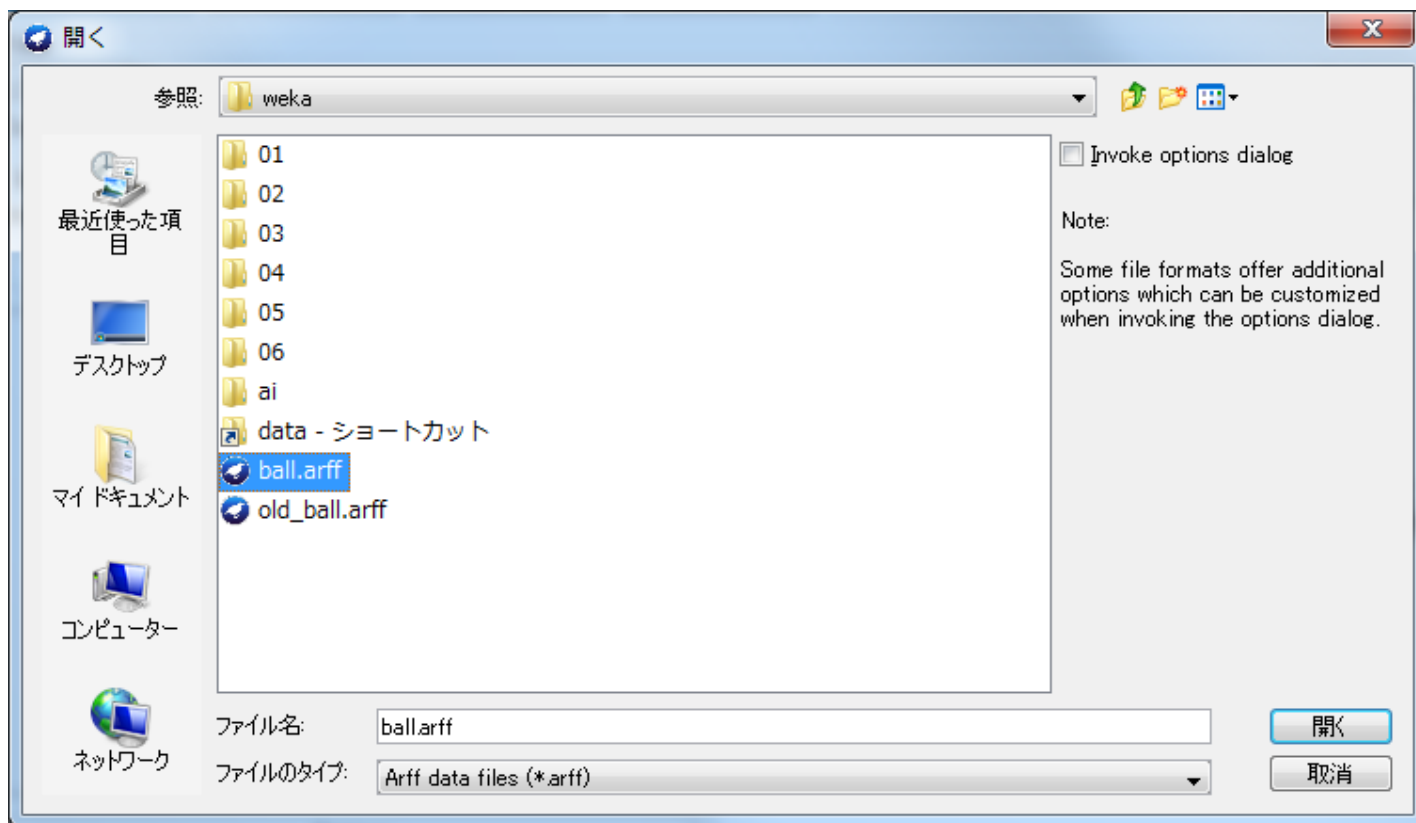 開く
参照:
weka
01
02
03
04
05
06
ai
data - ショートカット
ball.arff
old_ball.arff
最近使った項
目
デスクトップ
マイ ドキュメント
コンピューター
ネットワーク
Invoke options dialog
Note:
Some file formats offer additional
options which can be customized
when invoking the options dialog.
ファイル名:
ball.arff
開く
ファイルのタイプ:
Arff data files (*.arff)
取消